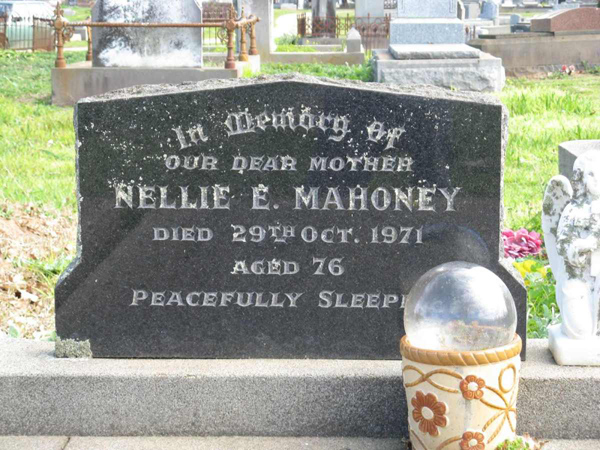 In Memory of
OUR DEAR MOTHER
NELLIE E. MAHONEY
DIED 29TH OCT. 1971
AGED 76
PEACEFULLY